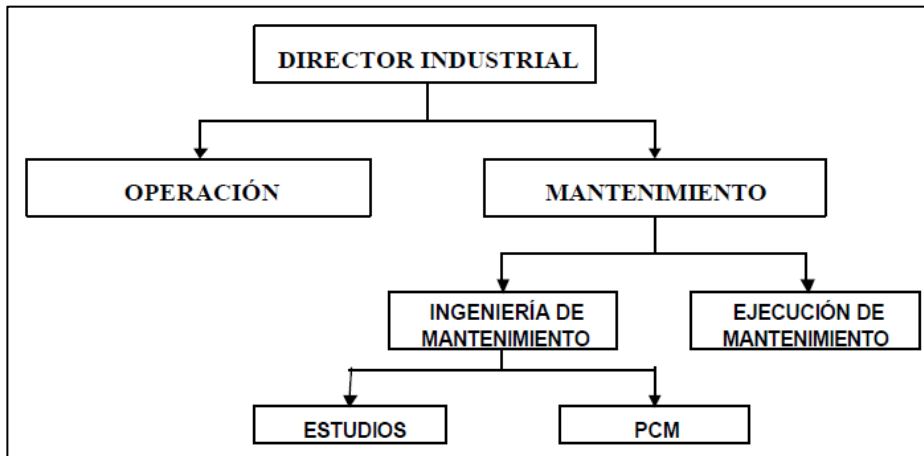 DIRECTOR INDUSTRIAL
OPERACIÓN
MANTENIMIENTO
INGENIERÍA DE
MANTENIMIENTO
EJECUCIÓN DE
MANTENIMIENTO
ESTUDIOS
PCM